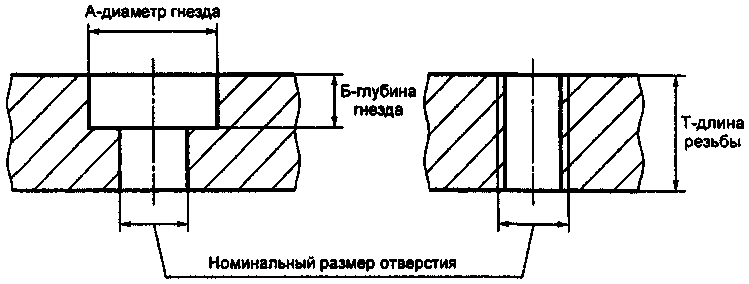 А-диаметр гнезда
Б-глубина
гнезда
Т-длина
резьбы
Номинальный размер отверстия